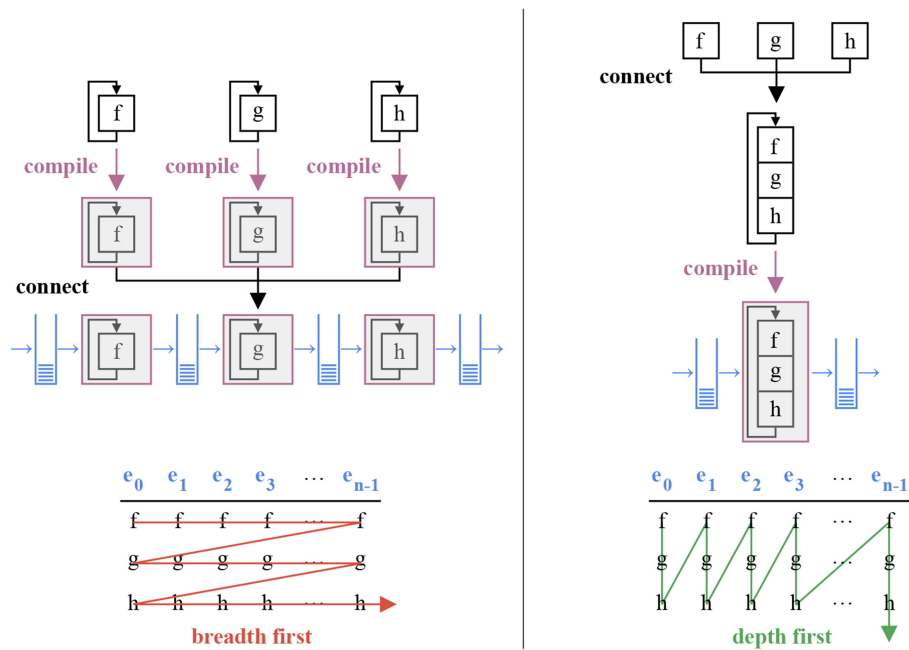 f g h
compile compile compile
f g h
connect
f g h
e0 e1 e2 e3 ... en-1
f f f f ... f
g g g g ... g
h h h h ... h
breadth first
f g h
connect
f
g
h
compile
f
g
h
e0 e1 e2 e3 ... en-1
f f f f ... f
g g g g ... g
h h h h ... h
depth first